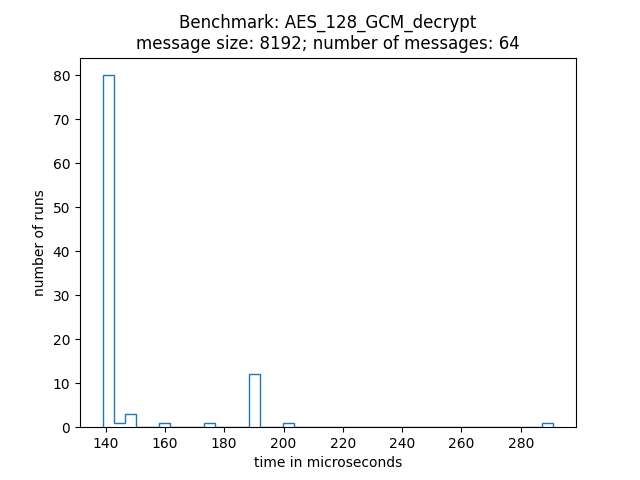 Benchmark: AES_128_GCM_decrypt
message size: 8192; number of messages: 64
80
70
60
50
40
30
20
10
0
number of runs
140 160 180 200 220 240 260 280
time in microseconds